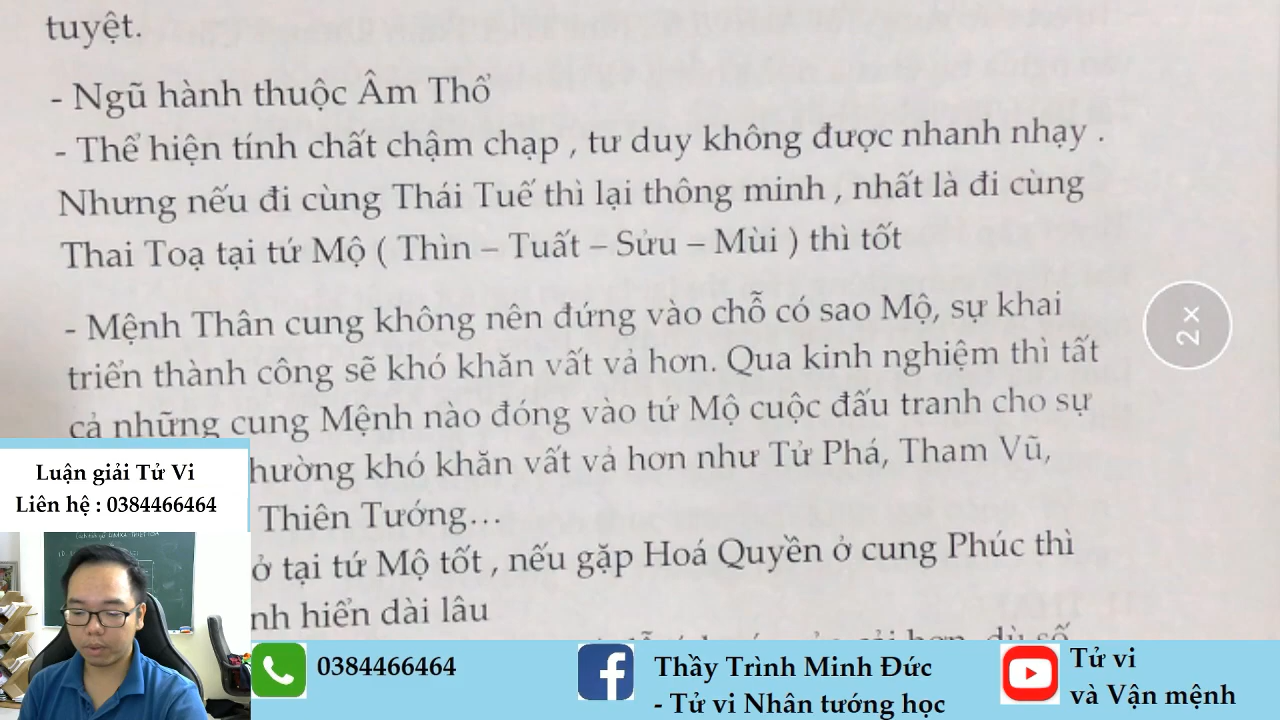 tuyệt.
- Ngũ hành thuộc Âm Thổ
- Thể hiện tính chất chậm chạp , tư duy không được nhanh nhạy .
Nhưng nếu đi cùng Thái Tuế thì lại thông minh , nhất là đi cùng
Thai Toạ tại tứ Mộ ( Thìn – Tuất – Sửu – Mùi ) thì tốt
- Mệnh Thân cung không nên đứng vào chỗ có sao Mộ, sự khai
triển thành công sẽ khó khăn vất vả hơn. Qua kinh nghiệm thì tất
cả những cung Mệnh nào đóng vào tứ Mộ cuộc đấu tranh cho sự
hường khó khăn vất vả hơn như Tử Phá, Tham Vũ,
Thiên Tướng...
ở tại tứ Mộ tốt , nếu gặp Hoá Quyền ở cung Phúc thì
nh hiển dài lâu
2×
Luận giải Tử Vi
Liên hệ : 0384466464
0384466464
Thầy Trình Minh Đức
- Tử vi Nhân tướng học
Tử vi
và Vận mệnh